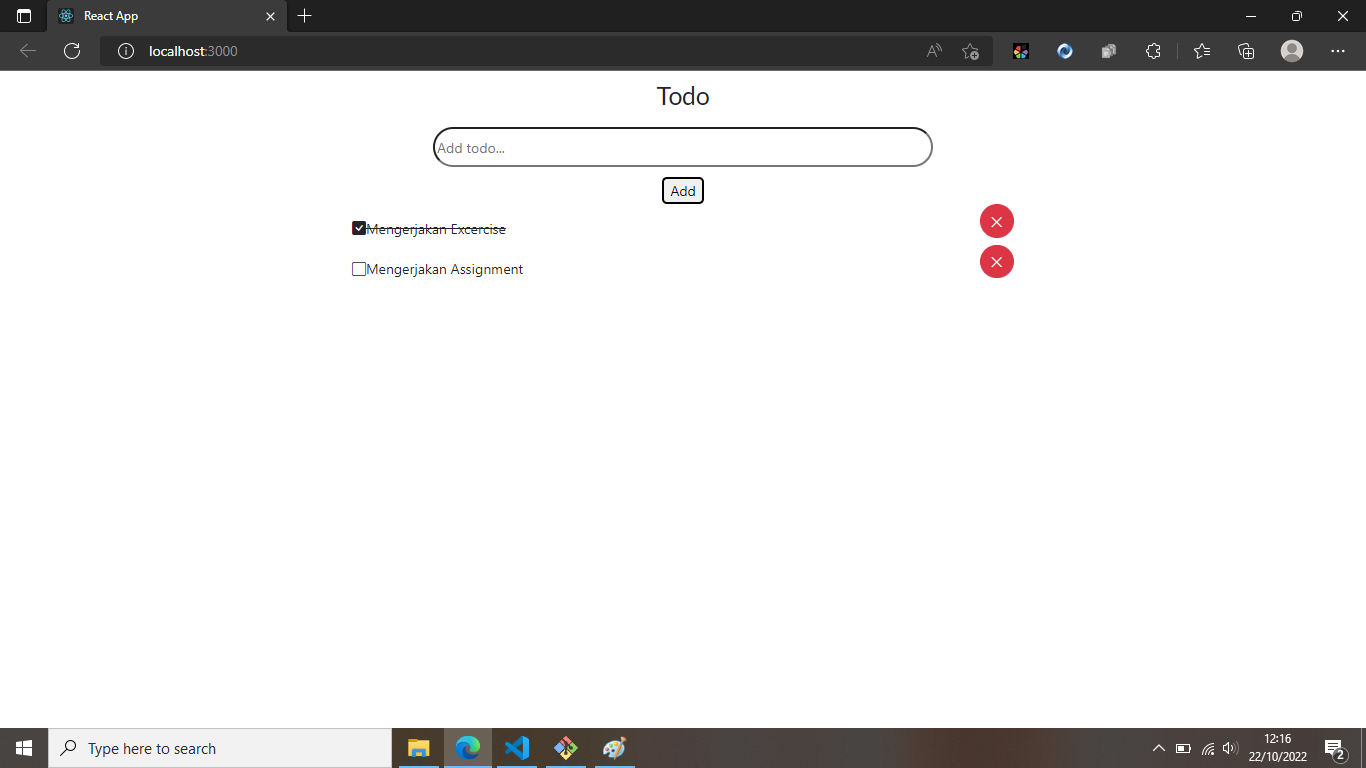 React App
localhost:3000
Todo
Add todo...
Add
Mengerjakan Excercise
Mengerjakan Assignment
Type here to search
12:16
22/10/2022
2